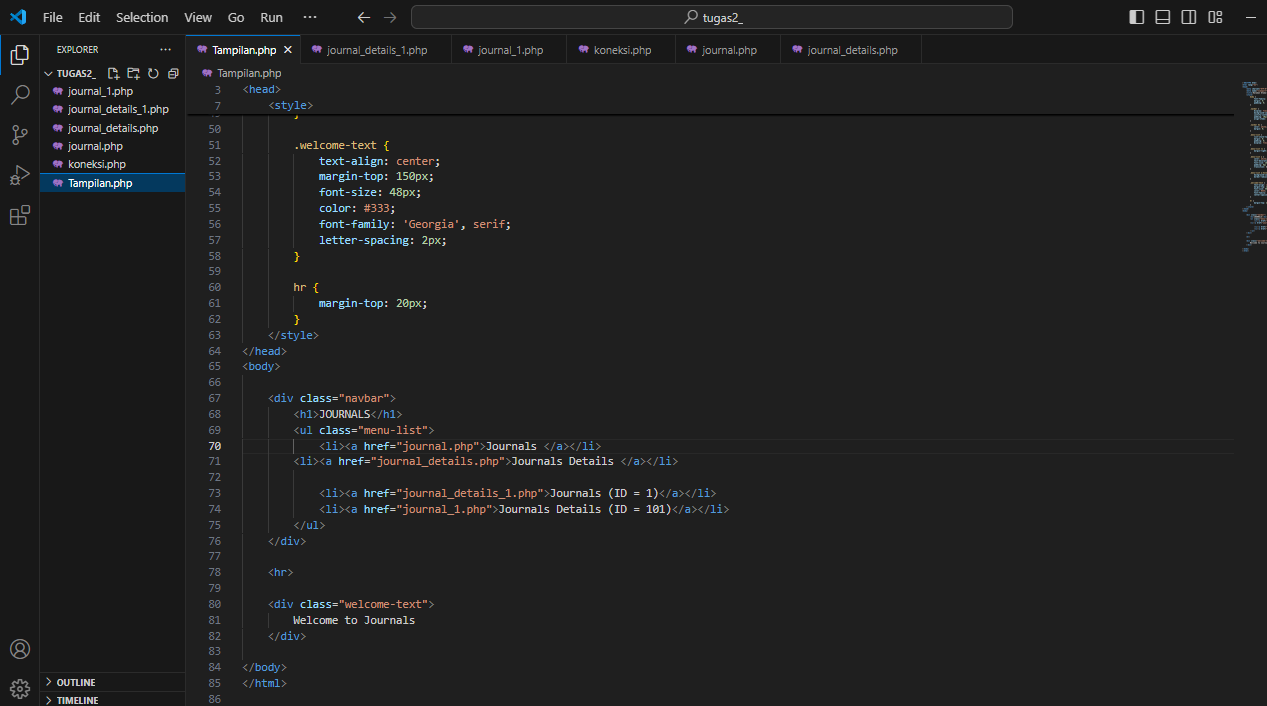 File Edit Selection View Go Run ··· tugas2_
EXPLORER ···
TUGAS2_
journal_1.php
journal_details_1.php
journal_details.php
journal.php
koneksi.php
Tampilan.php
OUTLINE
TIMELINE
Tampilan.php journal_details_1.php journal_1.php koneksi.php journal.php journal_details.php
Tampilan.php
3 <head>
7 <style>
}
50
51 .welcome-text {
52 text-align: center;
53 margin-top: 150px;
54 font-size: 48px;
55 color: #333;
56 font-family: 'Georgia', serif;
57 letter-spacing: 2px;
58 }
59
60 hr {
61 margin-top: 20px;
62 }
63 </style>
64 </head>
65 <body>
66
67 <div class="navbar">
68 <h1>JOURNALS</h1>
69 <ul class="menu-list">
70 <li><a href="journal.php">Journals </a></li>
71 <li><a href="journal_details.php">Journals Details </a></li>
72
73 <li><a href="journal_details_1.php">Journals (ID = 1)</a></li>
74 <li><a href="journal_1.php">Journals Details (ID = 101)</a></li>
75 </ul>
76 </div>
77
78 <hr>
79
80 <div class="welcome-text">
81 Welcome to Journals
82 </div>
83
84 </body>
85 </html>
86